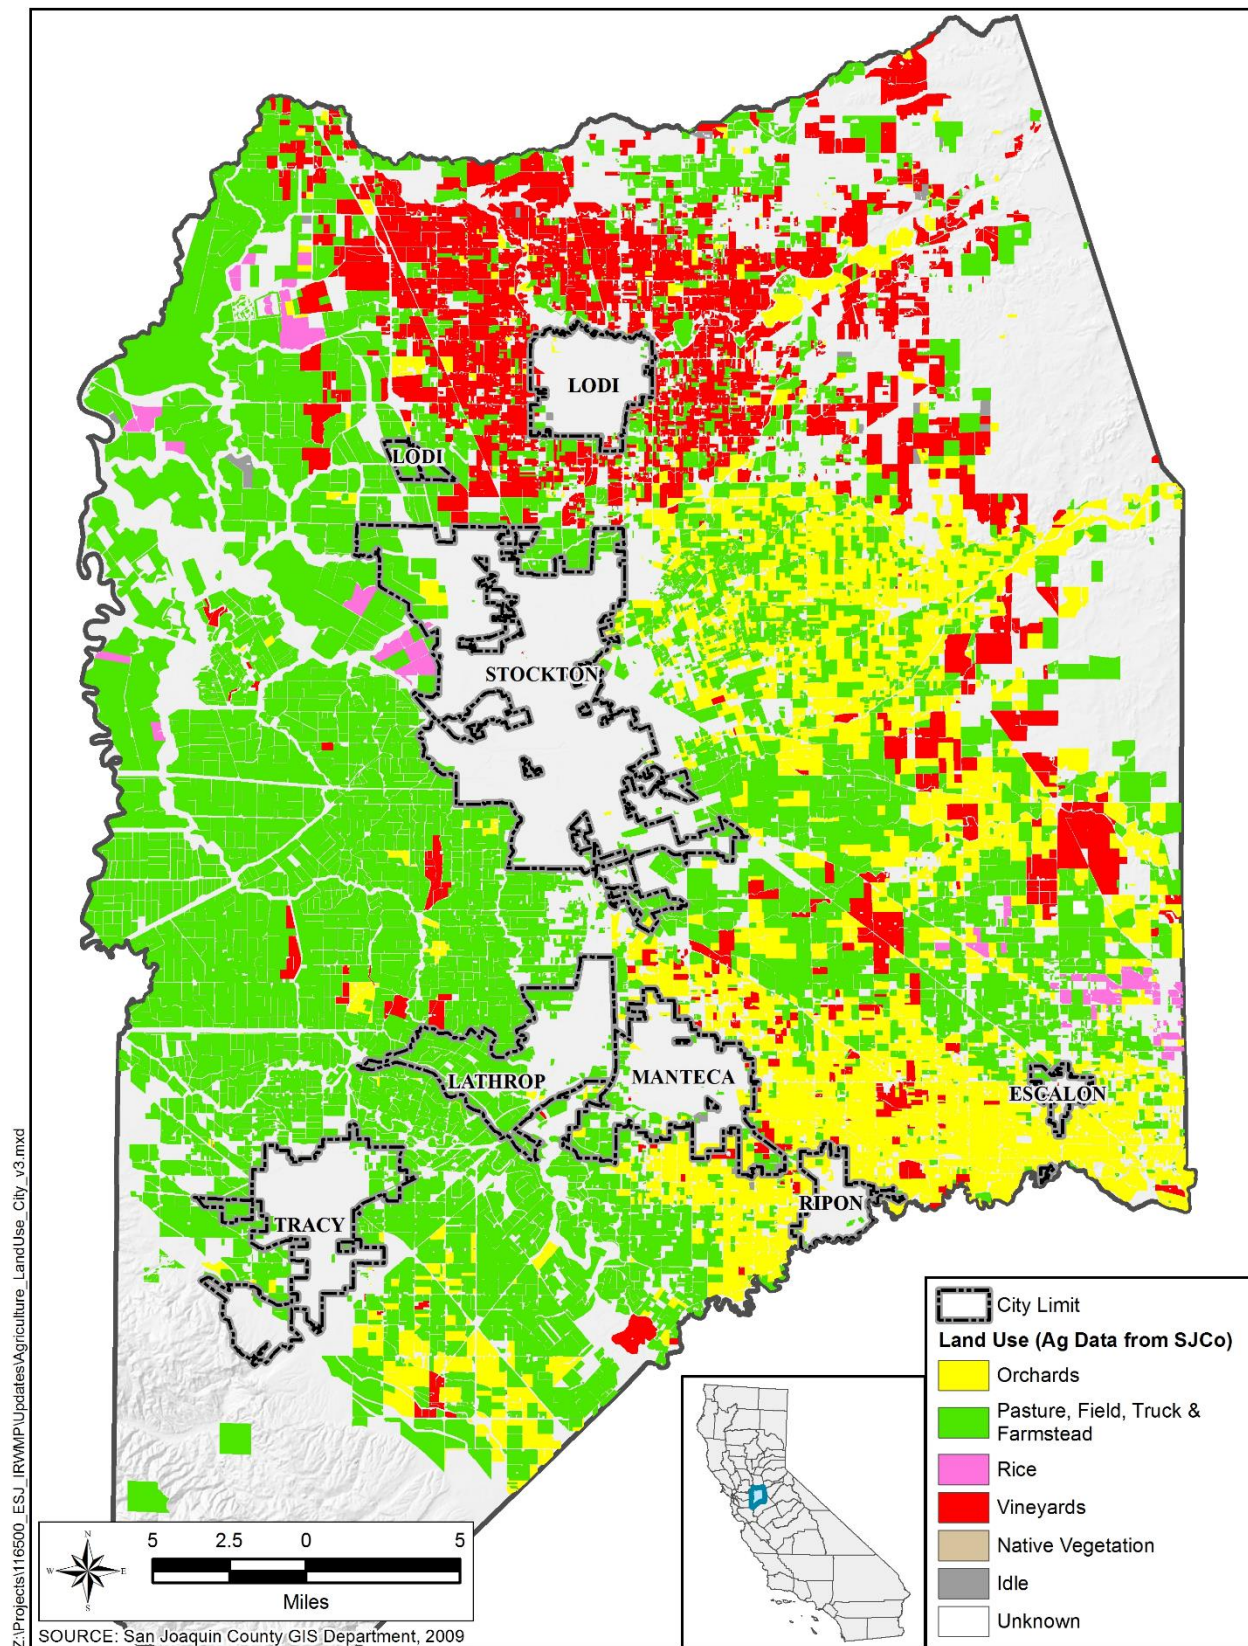 LODI
LODI
STOCKTON
LATHROP
MANTECA
ESCALON
TRACY
RIPON
City Limit
Land Use (Ag Data from SJCo)
Orchards
Pasture, Field, Truck &
Farmstead
Rice
Vineyards
Native Vegetation
Idle
Unknown
N
W
E
S
5 2.5 0 5
Miles
SOURCE: San Joaquin County GIS Department, 2009
Z:\Projects\116500_ESJ_IRWMP\Updates\Agriculture_LandUse_City_v3.mxd